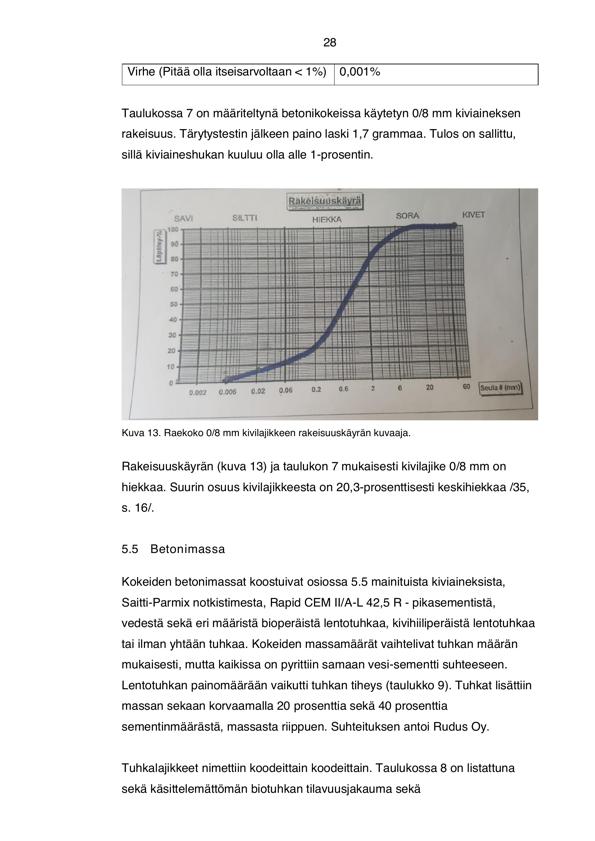 28
Virhe (Pitää olla itseisarvoltaan < 1%) 0,001%
Taulukossa 7 on määriteltynä betonikokeissa käytetyn 0/8 mm kiviaineksen
rakeisuus. Tärytystestin jälkeen paino laski 1,7 grammaa. Tulos on sallittu,
sillä kiviaineshukan kuuluu olla alle 1-prosentin.
Rakeisuuskäyrä
SAVI SILTTI HIEKKA SORA KIVET
Läpäisy-%
100
90
80
70
60
50
40
30
20
10
0
0.002 0.006 0.02 0.06 0.2 0.6 2 6 20 60 Seula # (mm)
Kuva 13. Raekoko 0/8 mm kivilajikkeen rakeisuuskäyrän kuvaaja.
Rakeisuuskäyrän (kuva 13) ja taulukon 7 mukaisesti kivilajike 0/8 mm on
hiekkaa. Suurin osuus kivilajikkeesta on 20,3-prosenttisesti keskihiekkaa /35,
s. 16/.
5.5 Betonimassa
Kokeiden betonimassat koostuivat osiossa 5.5 mainituista kiviaineksista,
Saitti-Parmix notkistimesta, Rapid CEM II/A-L 42,5 R - pikasementistä,
vedestä sekä eri määristä bioperäistä lentotuhkaa, kivihiiliperäistä lentotuhkaa
tai ilman yhtään tuhkaa. Kokeiden massamäärät vaihtelivat tuhkan määrän
mukaisesti, mutta kaikissa on pyrittiin samaan vesi-sementti suhteeseen.
Lentotuhkan painomäärään vaikutti tuhkan tiheys (taulukko 9). Tuhkat lisättiin
massan sekaan korvaamalla 20 prosenttia sekä 40 prosenttia
sementinmäärästä, massasta riippuen. Suhteituksen antoi Rudus Oy.
Tuhkalajikkeet nimettiin koodeittain koodeittain. Taulukossa 8 on listattuna
sekä käsittelemättömän biotuhkan tilavuusjakauma sekä